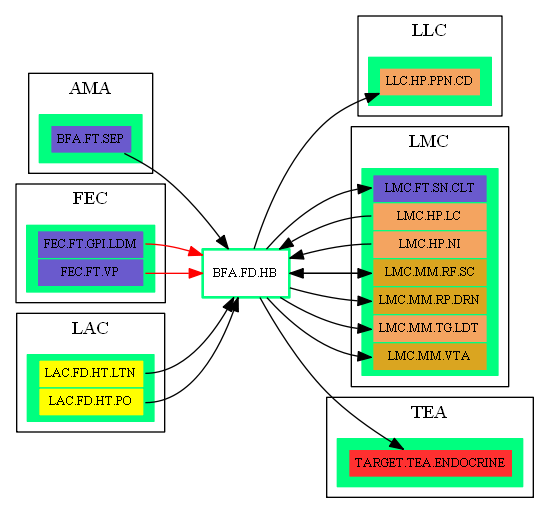 AMA
BFA.FT.SEP
FEC
FEC.FT.GPI.LDM
FEC.FT.VP
LAC
LAC.FD.HT.LTN
LAC.FD.HT.PO
BFA.FD.HB
LLC
LLC.HP.PPN.CD
LMC
LMC.FT.SN.CLT
LMC.HP.LC
LMC.HP.NI
LMC.MM.RF.SC
LMC.MM.RP.DRN
LMC.MM.TG.LDT
LMC.MM.VTA
TEA
TARGET.TEA.ENDOCRINE